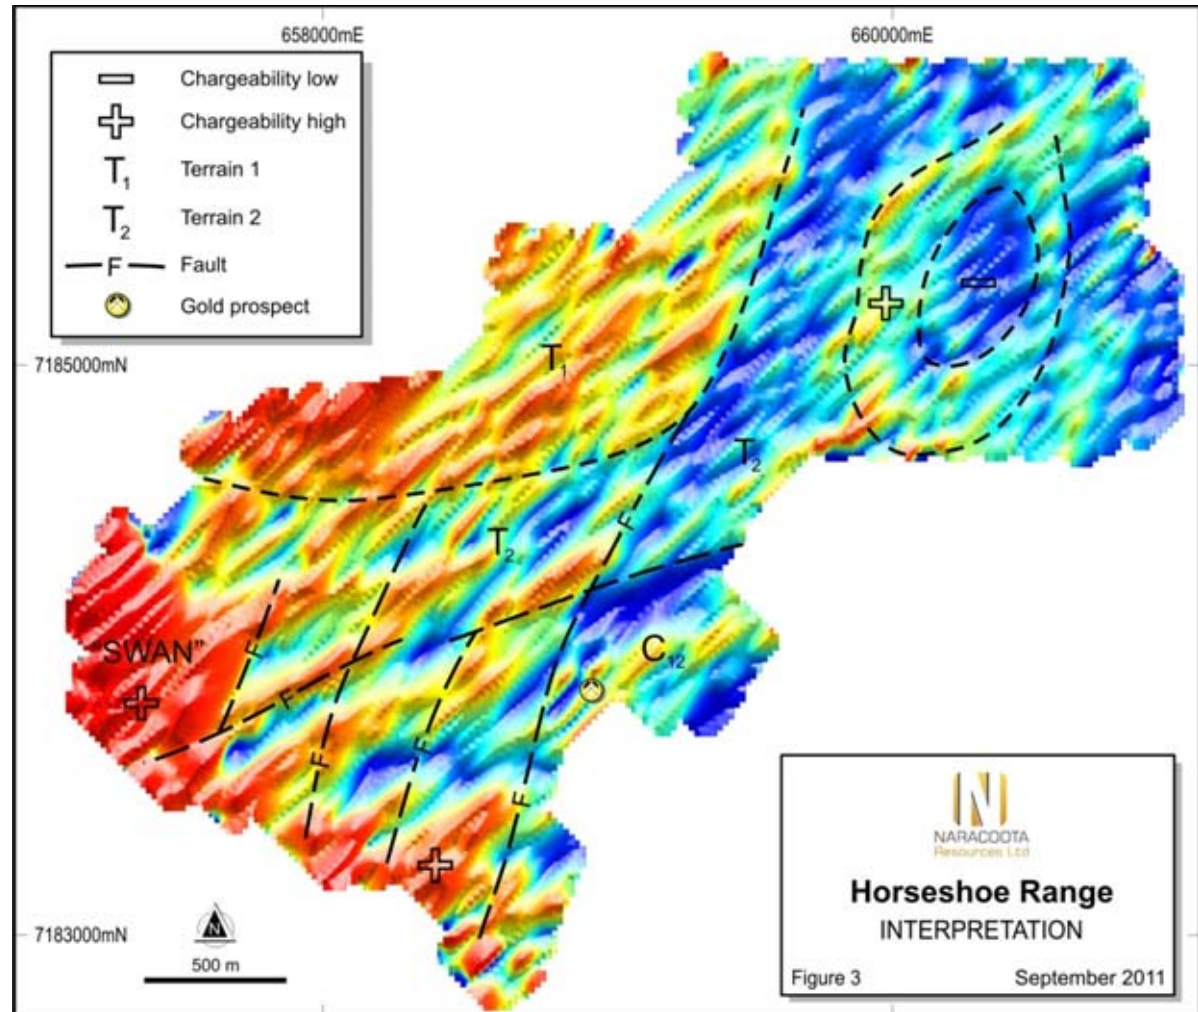 658000mE
660000mE
Chargeability low
Chargeability high
T1 Terrain 1
T2 Terrain 2
F Fault
Gold prospect
7185000mN
T1
T2
F
T2
SWAN"
F
C12
F
F
F
F
7183000mN
N
500 m
N
NARACOOTA
Resources Ltd
Horseshoe Range
INTERPRETATION
Figure 3 September 2011